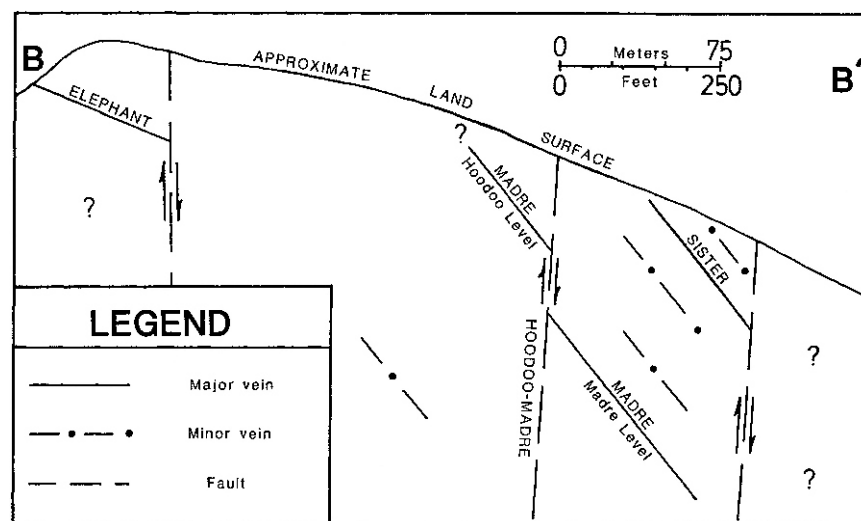 B
B'
0 Meters 75
0 Feet 250
APPROXIMATE LAND SURFACE
ELEPHANT
?
?
MADRE
Hoodoo Level
SISTER
HOODOO-MADRE
MADRE
Madre Level
?
?
LEGEND
Major vein
Minor vein
Fault